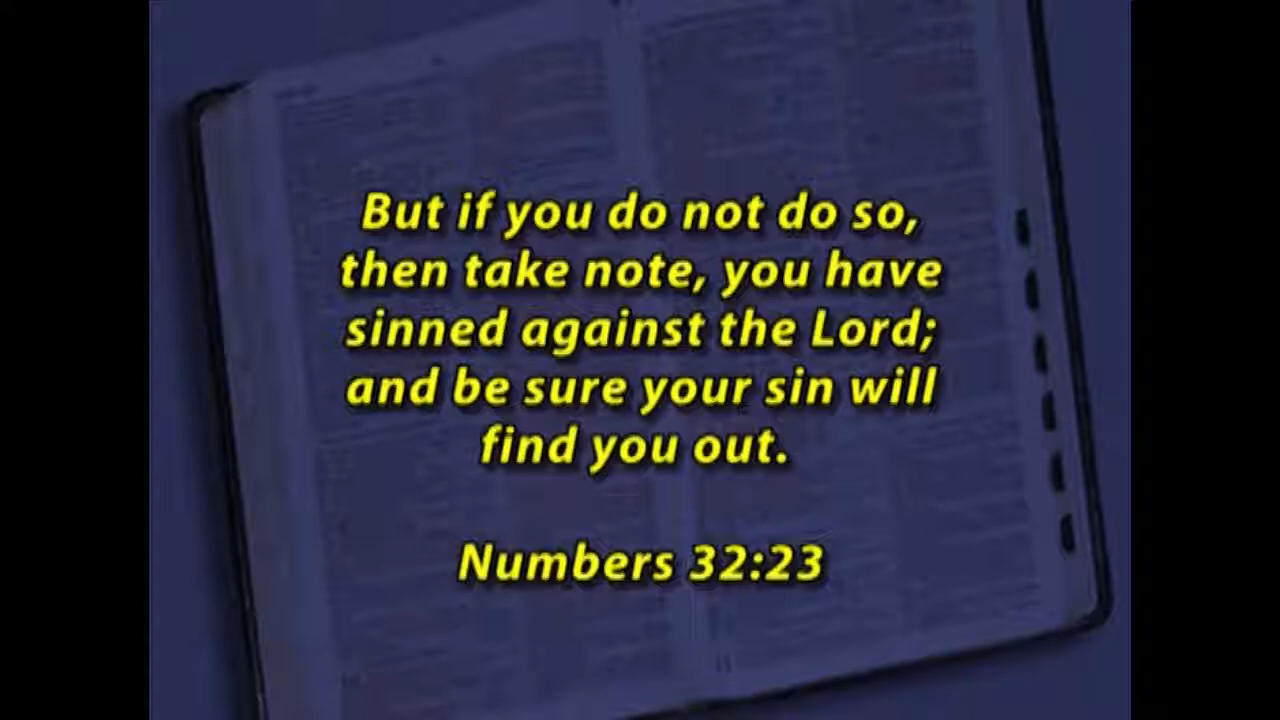 But if you do not do so,
then take note, you have
sinned against the Lord;
and be sure your sin will
find you out.
Numbers 32:23